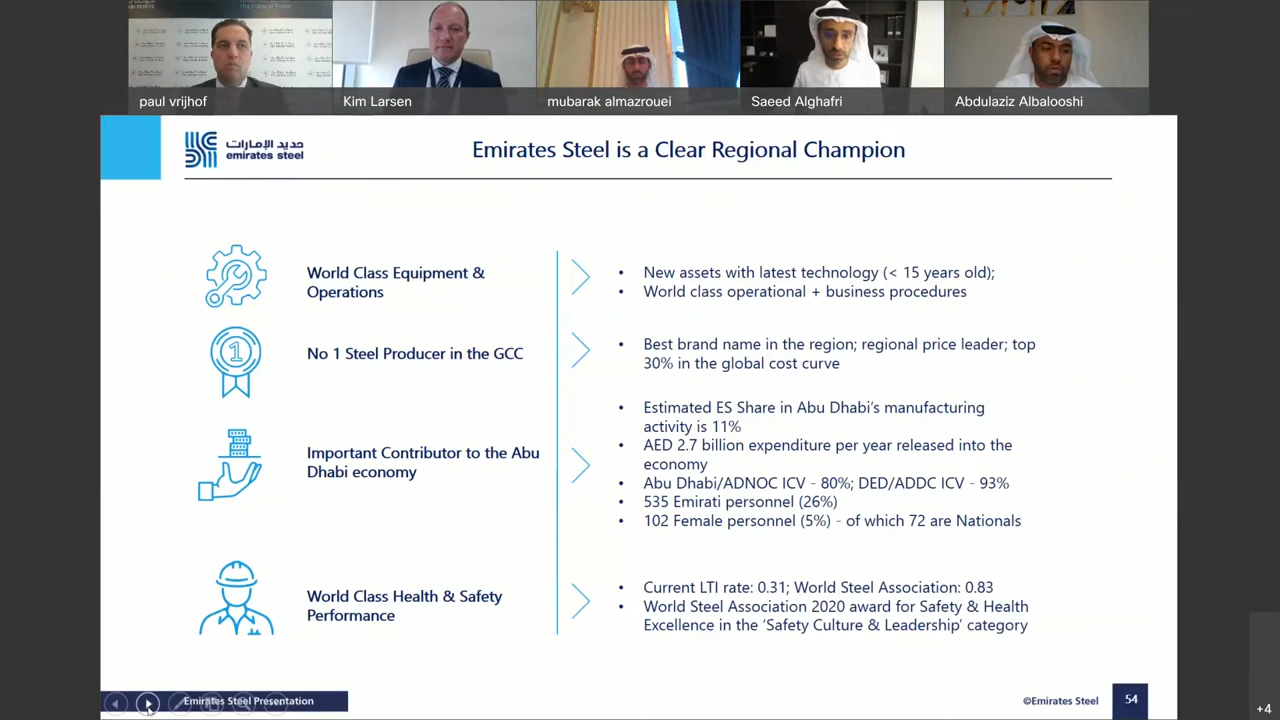 The Future of Trade
paul vrijhof
Kim Larsen
mubarak almazrouei
Saeed Alghafri
Abdulaziz Albalooshi
حديد الإمارات
emirates steel
Emirates Steel is a Clear Regional Champion
World Class Equipment &
Operations
• New assets with latest technology (< 15 years old);
• World class operational + business procedures
1
No 1 Steel Producer in the GCC
• Best brand name in the region; regional price leader; top
30% in the global cost curve
Important Contributor to the Abu
Dhabi economy
• Estimated ES Share in Abu Dhabi's manufacturing
activity is 11%
• AED 2.7 billion expenditure per year released into the
economy
• Abu Dhabi/ADNOC ICV - 80%; DED/ADDC ICV - 93%
• 535 Emirati personnel (26%)
• 102 Female personnel (5%) - of which 72 are Nationals
World Class Health & Safety
Performance
• Current LTI rate: 0.31; World Steel Association: 0.83
• World Steel Association 2020 award for Safety & Health
Excellence in the 'Safety Culture & Leadership' category
Emirates Steel Presentation
©Emirates Steel
54
+4